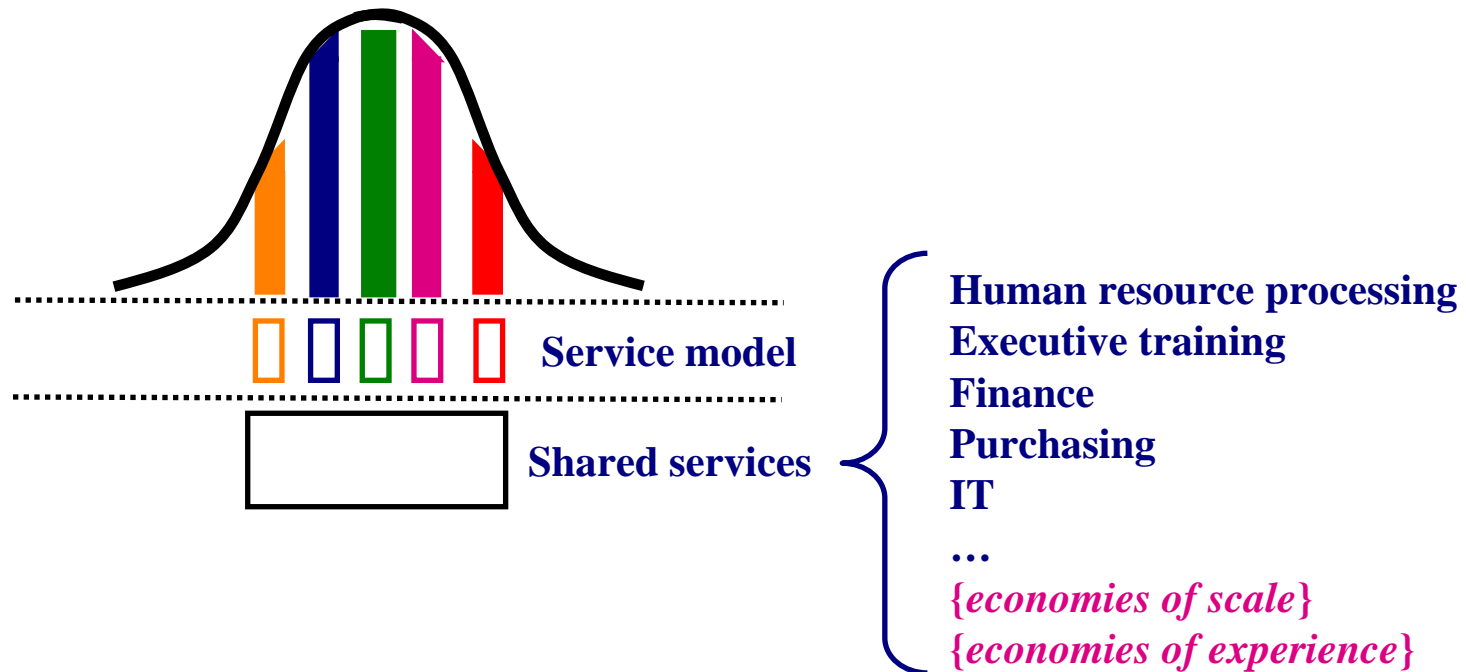 Service model
Shared services
Human resource processing
Executive training
Finance
Purchasing
IT
…
{economies of scale}
{economies of experience}